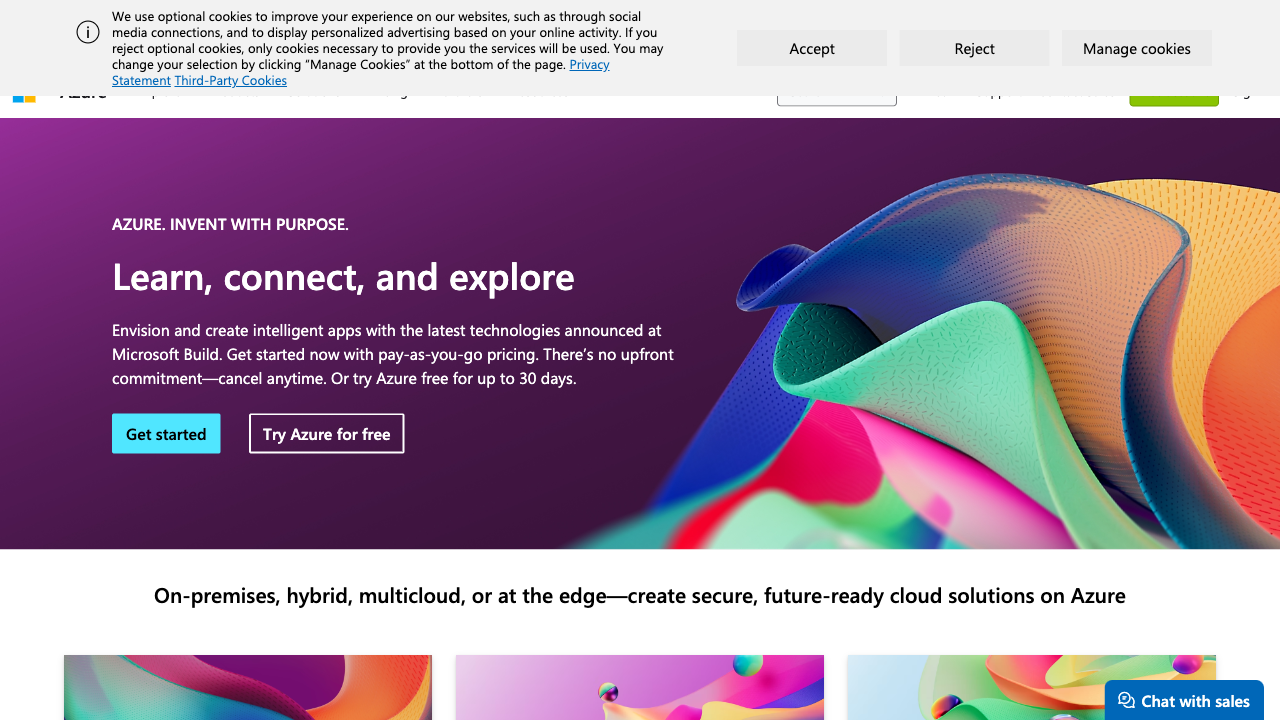 We use optional cookies to improve your experience on our websites, such as through social
media connections, and to display personalized advertising based on your online activity. If you
reject optional cookies, only cookies necessary to provide you the services will be used. You may
change your selection by clicking “Manage Cookies” at the bottom of the page. Privacy
Statement Third-Party Cookies
Accept
Reject
Manage cookies
Azure
AZURE. INVENT WITH PURPOSE.
Learn, connect, and explore
Envision and create intelligent apps with the latest technologies announced at
Microsoft Build. Get started now with pay-as-you-go pricing. There’s no upfront
commitment—cancel anytime. Or try Azure free for up to 30 days.
Get started
Try Azure for free
On-premises, hybrid, multicloud, or at the edge—create secure, future-ready cloud solutions on Azure
Chat with sales